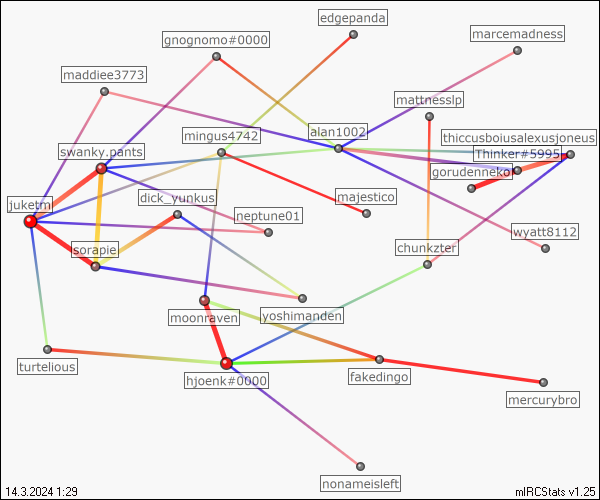 edgepanda
gnognomo#0000
marcemadness
maddiee3773
mattnesslp
mingus4742
alan1002
thiccusboiusalexusjoneus
swanky.pants
Thinker#5995
gorudenneko
dick_yunkus
majestico
juketm
neptune01
wyatt8112
sorapie
chunkzter
moonraven
yoshimanden
turtelious
hjoenk#0000
fakedingo
mercurybro
nonameisleft
14.3.2024 1:29
mIRCStats v1.25